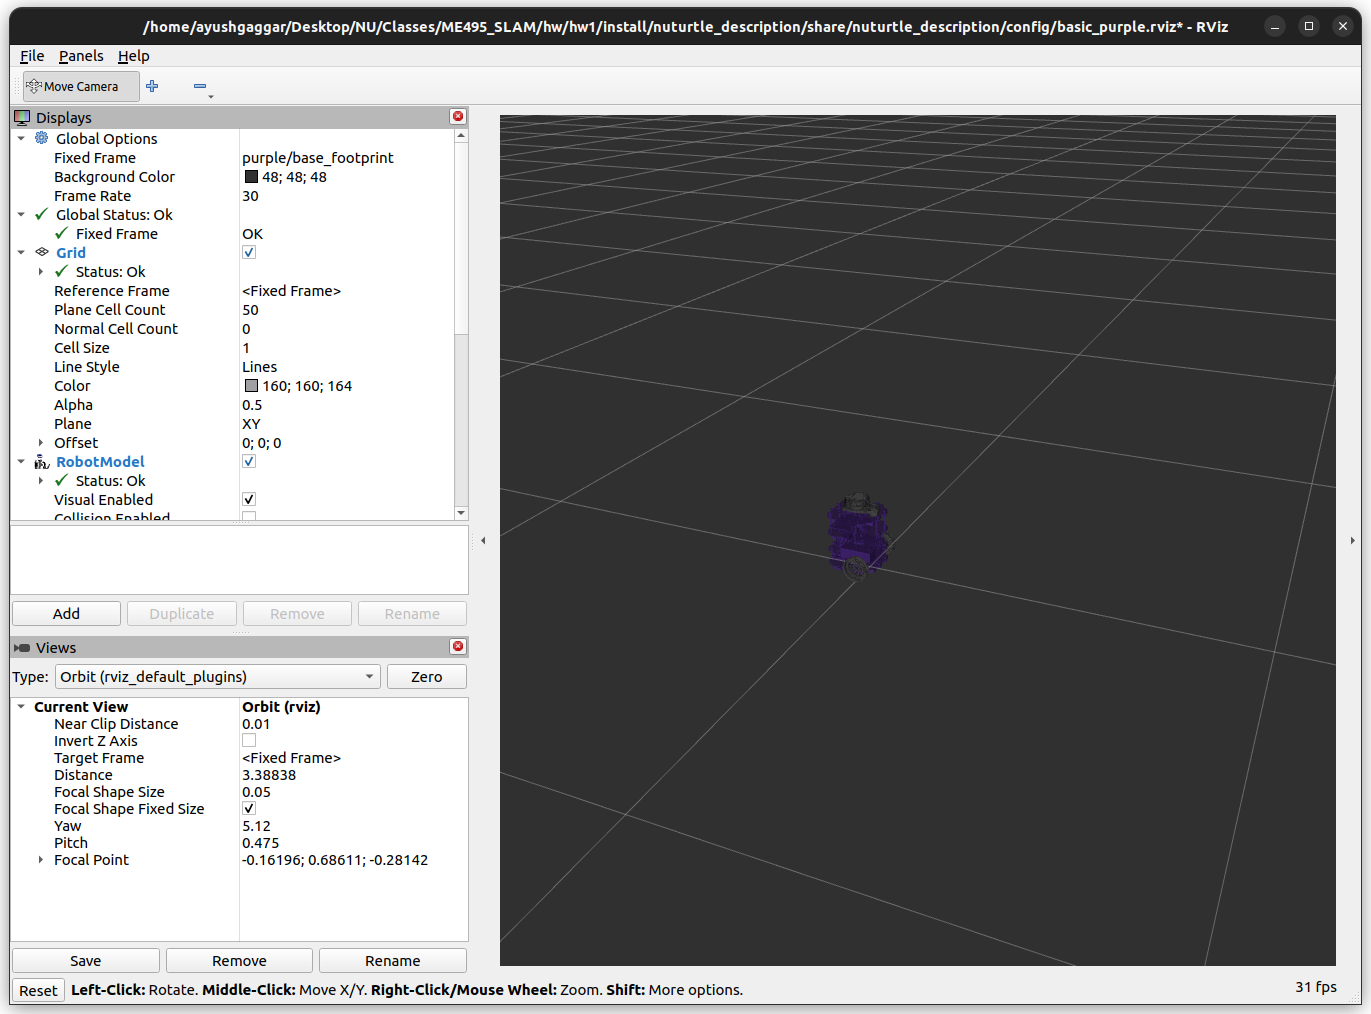 /home/ayushgaggar/Desktop/NU/Classes/ME495_SLAM/hw/hw1/install/nuturtle_description/share/nuturtle_description/config/basic_purple.rviz* - RViz
File Panels Help
Move Camera
Displays
Global Options
Fixed Frame purple/base_footprint
Background Color 48; 48; 48
Frame Rate 30
Global Status: Ok
Fixed Frame OK
Grid
Status: Ok
Reference Frame <Fixed Frame>
Plane Cell Count 50
Normal Cell Count 0
Cell Size 1
Line Style Lines
Color 160; 160; 164
Alpha 0.5
Plane XY
Offset 0; 0; 0
RobotModel
Status: Ok
Visual Enabled
Collision Enabled
Add Duplicate Remove Rename
Views
Type: Orbit (rviz_default_plugins) Zero
Current View Orbit (rviz)
Near Clip Distance 0.01
Invert Z Axis
Target Frame <Fixed Frame>
Distance 3.38838
Focal Shape Size 0.05
Focal Shape Fixed Size
Yaw 5.12
Pitch 0.475
Focal Point -0.16196; 0.68611; -0.28142
Save Remove Rename
Reset Left-Click: Rotate. Middle-Click: Move X/Y. Right-Click/Mouse Wheel: Zoom. Shift: More options. 31 fps